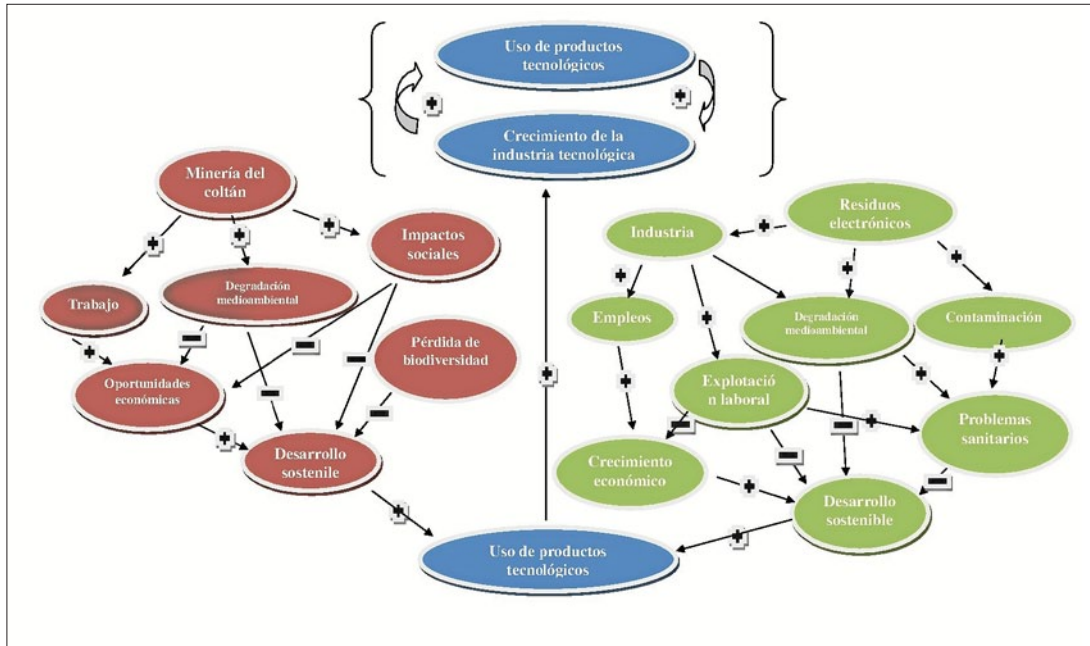 Uso de productos
tecnológicos
+
+
Crecimiento de la
industria tecnológica
Minería del
coltán
+
+
+
Impactos
sociales
Trabajo
Degradación
medioambiental
+
−
−
−
Pérdida de
biodiversidad
Oportunidades
económicas
−
−
+
Desarrollo
sostenile
+
Residuos
electrónicos
Industria
+
+
+
+
Empleos
+
Degradación
medioambiental
Contaminación
+
+
+
Explotació
n laboral
−
+
−
−
Problemas
sanitarios
Crecimiento
económico
+
−
Desarrollo
sostenible
+
+
Uso de productos
tecnológicos